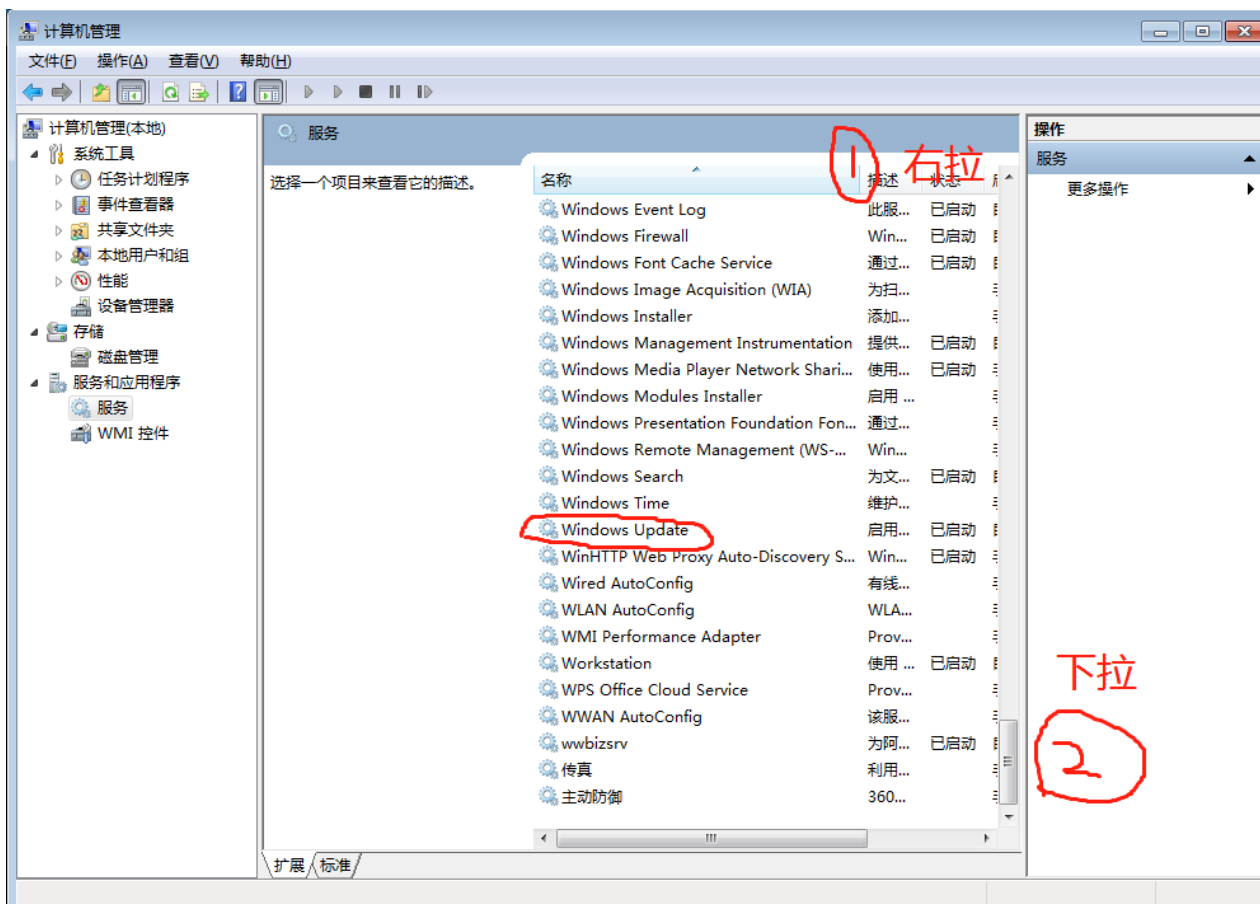 计算机管理
文件(F) 操作(A) 查看(V) 帮助(H)
计算机管理(本地)
系统工具
任务计划程序
事件查看器
共享文件夹
本地用户和组
性能
设备管理器
存储
磁盘管理
服务和应用程序
服务
WMI 控件
服务
选择一个项目来查看它的描述。
1 右拉
名称 描述 状态
Windows Event Log 此服... 已启动
Windows Firewall Win... 已启动
Windows Font Cache Service 通过... 已启动
Windows Image Acquisition (WIA) 为扫...
Windows Installer 添加...
Windows Management Instrumentation 提供... 已启动
Windows Media Player Network Shari... 使用... 已启动
Windows Modules Installer 启用 ...
Windows Presentation Foundation Fon... 通过...
Windows Remote Management (WS-... Win...
Windows Search 为文... 已启动
Windows Time 维护...
Windows Update 启用... 已启动
WinHTTP Web Proxy Auto-Discovery S... Win... 已启动
Wired AutoConfig 有线...
WLAN AutoConfig WLA...
WMI Performance Adapter Prov...
Workstation 使用 ... 已启动
WPS Office Cloud Service Prov...
WWAN AutoConfig 该服...
wwbizsrv 为阿... 已启动
传真 利用...
主动防御 360...
扩展 标准
操作
服务
更多操作
下拉
2